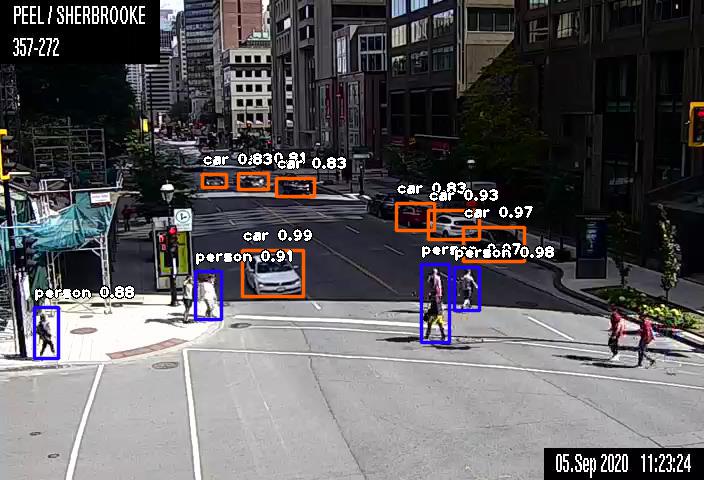 PEEL / SHERBROOKE
357-272
car 0.83
car 0.83
car 0.83
car 0.93
car 0.97
car 0.99
person 0.91
person 0.98
person 0.88
05.Sep 2020 11:23:24